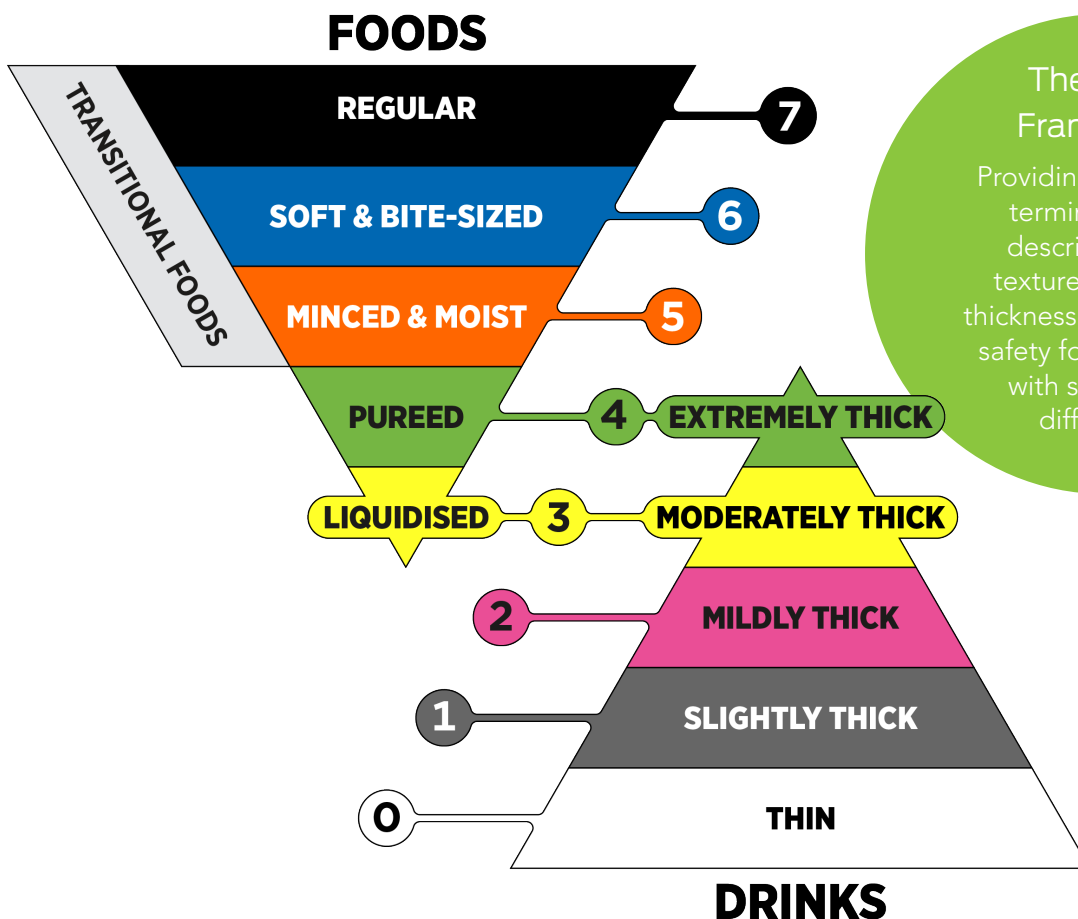 FOODS
TRANSITIONAL FOODS
REGULAR
7
SOFT & BITE-SIZED
6
MINCED & MOIST
5
PUREED
4
EXTREMELY THICK
LIQUIDISED
3
MODERATELY THICK
2
MILDLY THICK
1
SLIGHTLY THICK
0
THIN
DRINKS
The